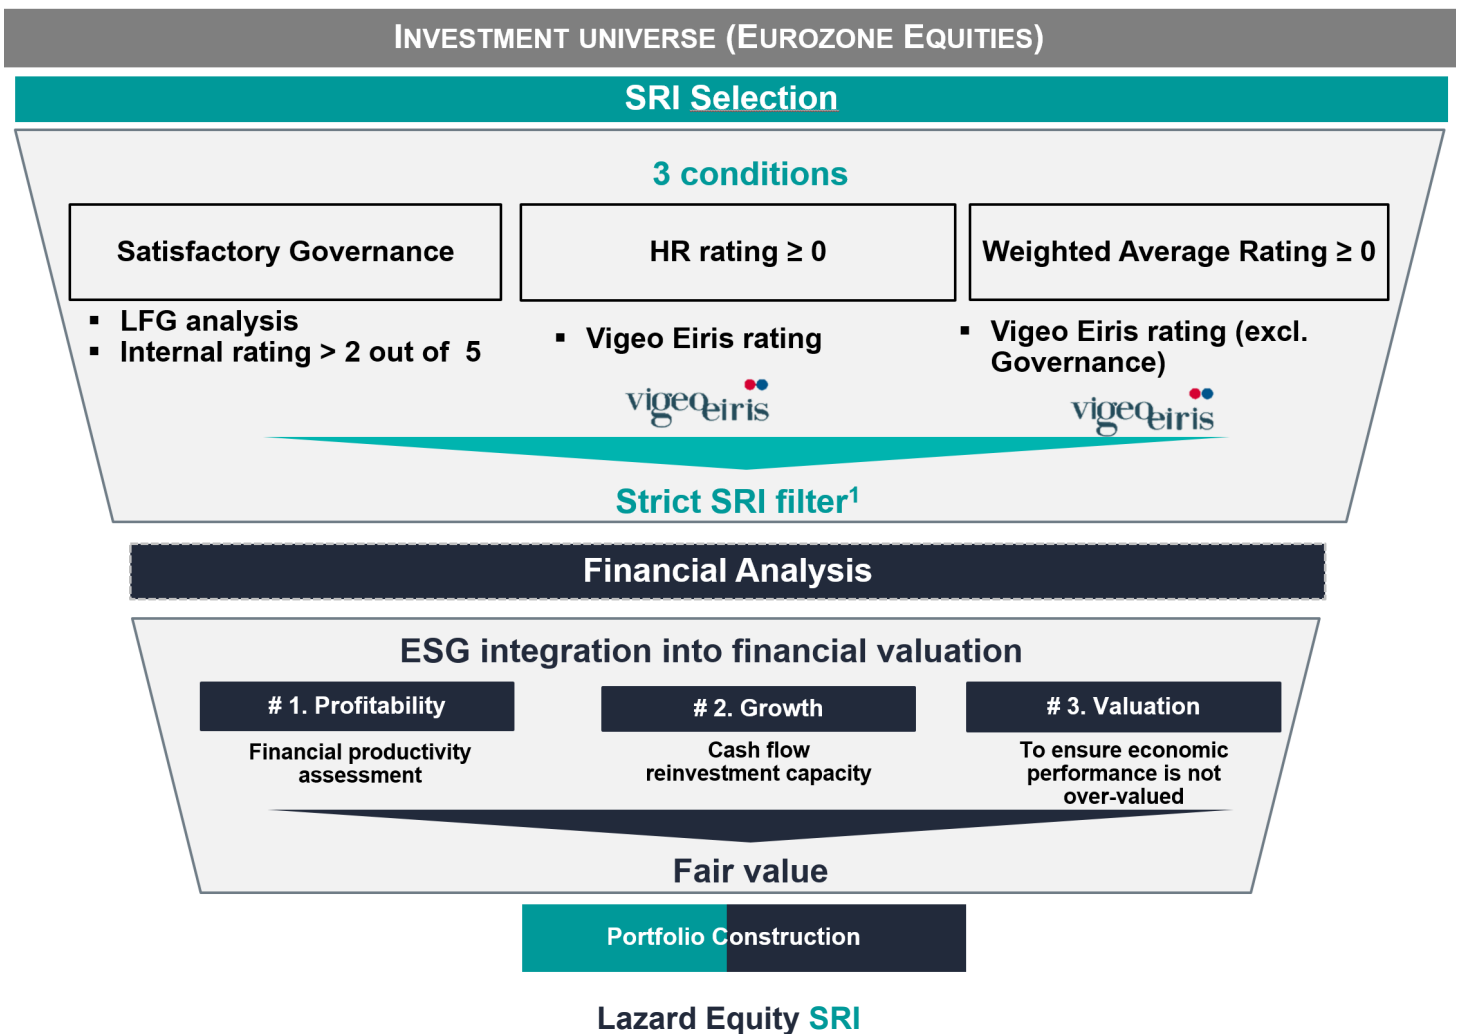 INVESTMENT UNIVERSE (EUROZONE EQUITIES)
SRI Selection
3 conditions
Satisfactory Governance
▪ LFG analysis
▪ Internal rating > 2 out of 5
HR rating ≥ 0
▪ Vigeo Eiris rating
vigeoeiris
Weighted Average Rating ≥ 0
▪ Vigeo Eiris rating (excl.
Governance)
vigeoeiris
Strict SRI filter¹
Financial Analysis
ESG integration into financial valuation
# 1. Profitability
Financial productivity
assessment
# 2. Growth
Cash flow
reinvestment capacity
# 3. Valuation
To ensure economic
performance is not
over-valued
Fair value
Portfolio Construction
Lazard Equity SRI